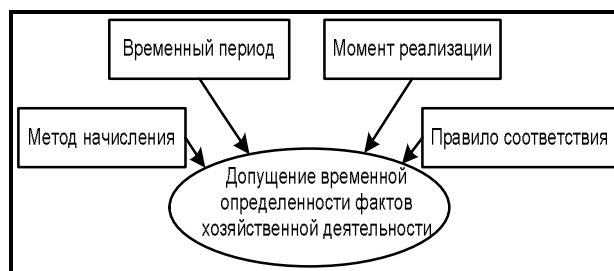 Временный период
Момент реализации
Метод начисления
Правило соответствия
Допущение временной
определенности фактов
хозяйственной деятельности